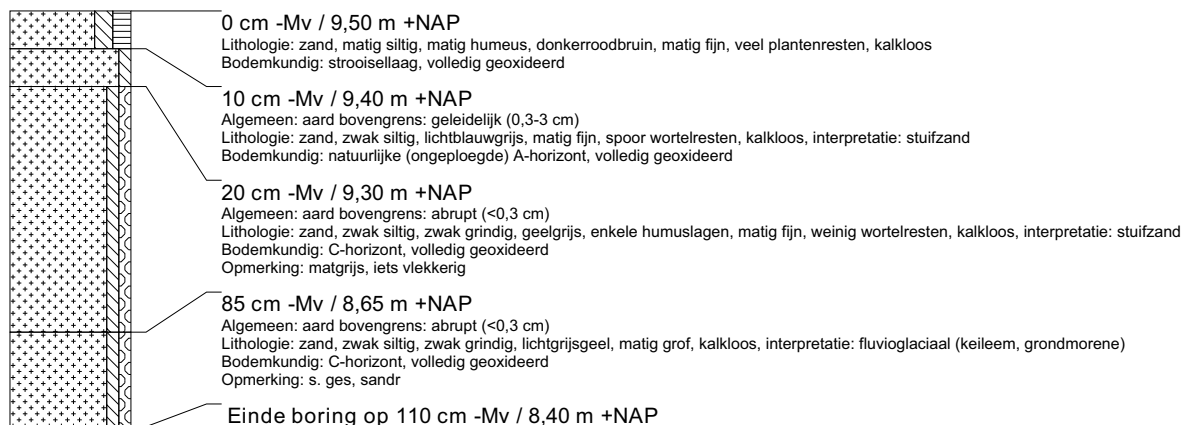 0 cm -Mv / 9,50 m +NAP
Lithologie: zand, matig siltig, matig humeus, donkerroodbruin, matig fijn, veel plantenresten, kalkloos
Bodemkundig: strooisellaag, volledig geoxideerd
10 cm -Mv / 9,40 m +NAP
Algemeen: aard bovengrens: geleidelijk (0,3-3 cm)
Lithologie: zand, zwak siltig, lichtblauwgrijs, matig fijn, spoor wortelresten, kalkloos, interpretatie: stuifzand
Bodemkundig: natuurlijke (ongeploegde) A-horizont, volledig geoxideerd
20 cm -Mv / 9,30 m +NAP
Algemeen: aard bovengrens: abrupt (<0,3 cm)
Lithologie: zand, zwak siltig, zwak grindig, geelgrijs, enkele humuslagen, matig fijn, weinig wortelresten, kalkloos, interpretatie: stuifzand
Bodemkundig: C-horizont, volledig geoxideerd
Opmerking: matgrijs, iets vlekkerig
85 cm -Mv / 8,65 m +NAP
Algemeen: aard bovengrens: abrupt (<0,3 cm)
Lithologie: zand, zwak siltig, zwak grindig, lichtgrijsgeel, matig grof, kalkloos, interpretatie: fluvioglaciaal (keileem, grondmorene)
Bodemkundig: C-horizont, volledig geoxideerd
Opmerking: s. ges, sandr
Einde boring op 110 cm -Mv / 8,40 m +NAP